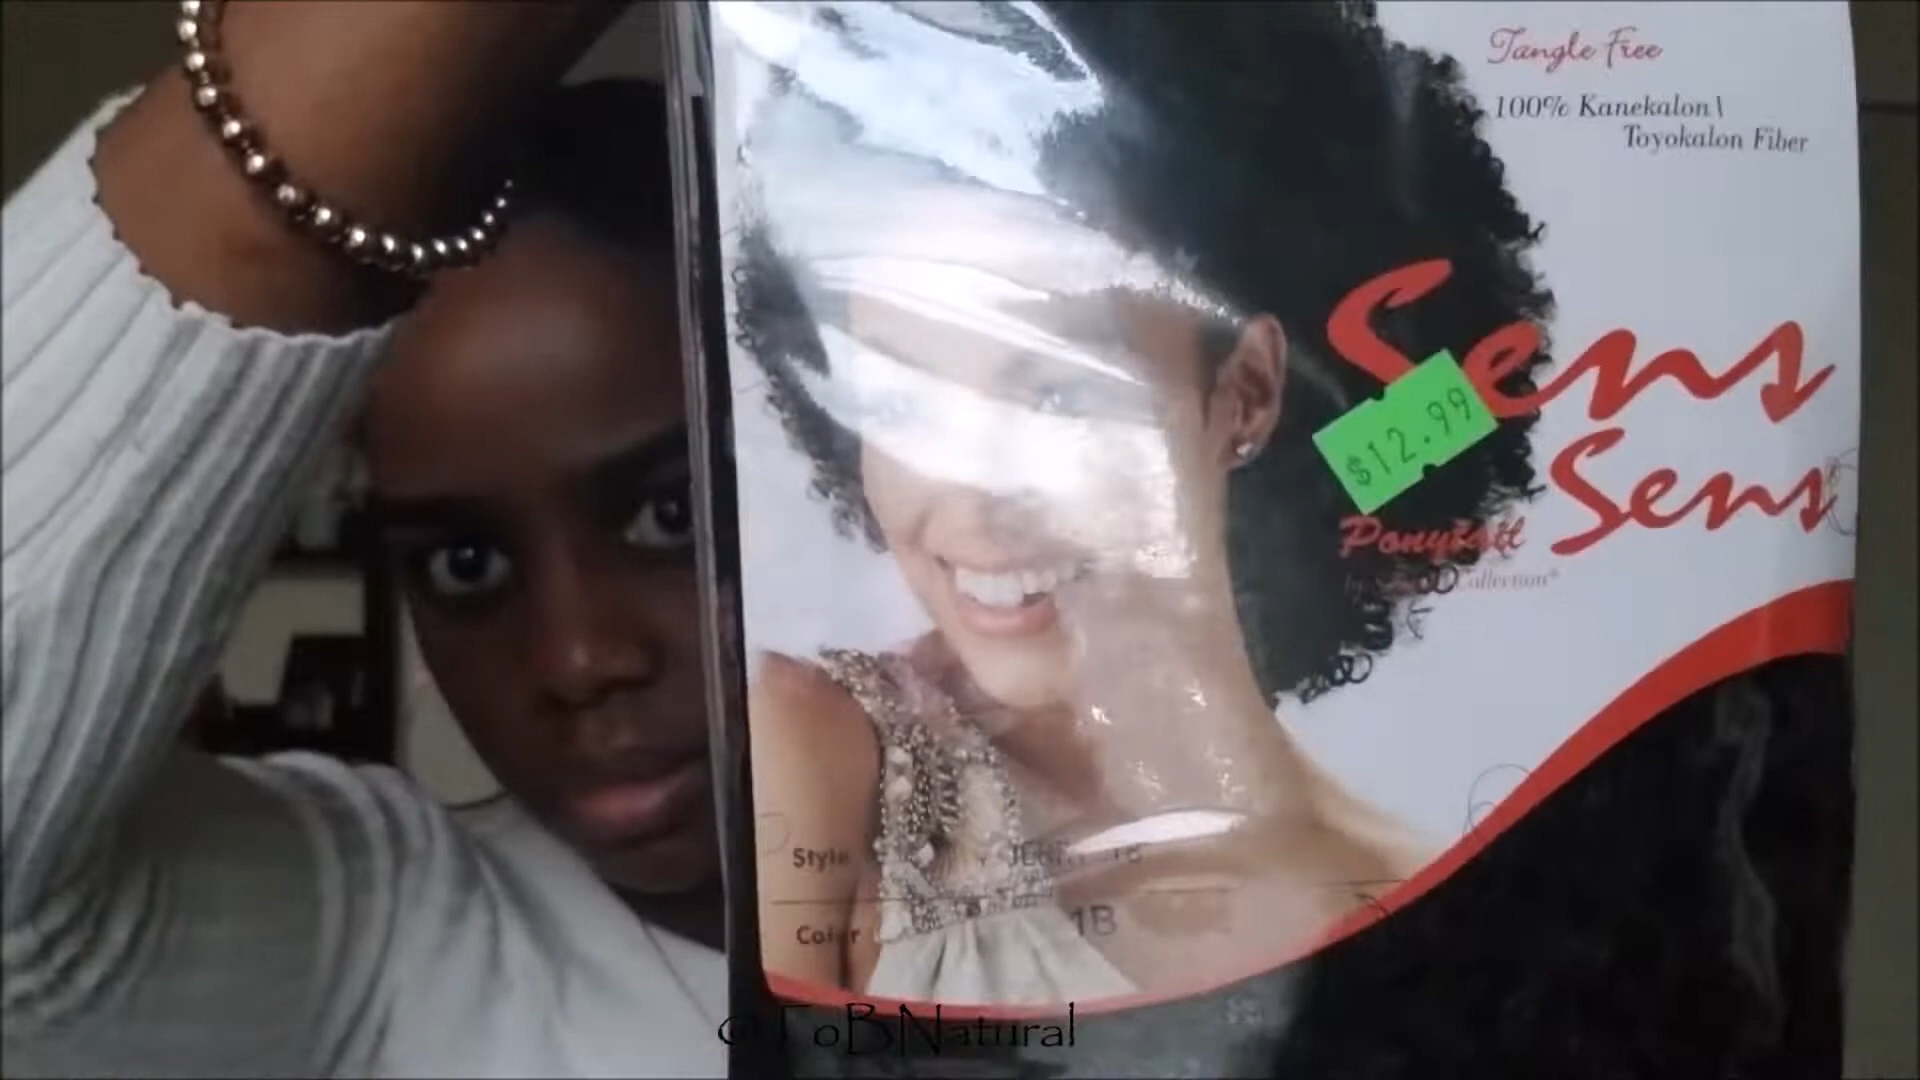 Tangle Free
100% Kanekalon\
Toyokalon Fiber
Sens
$12.99
Sens
Ponytail
Collection®
Style
Color 1B
@ToBNatural